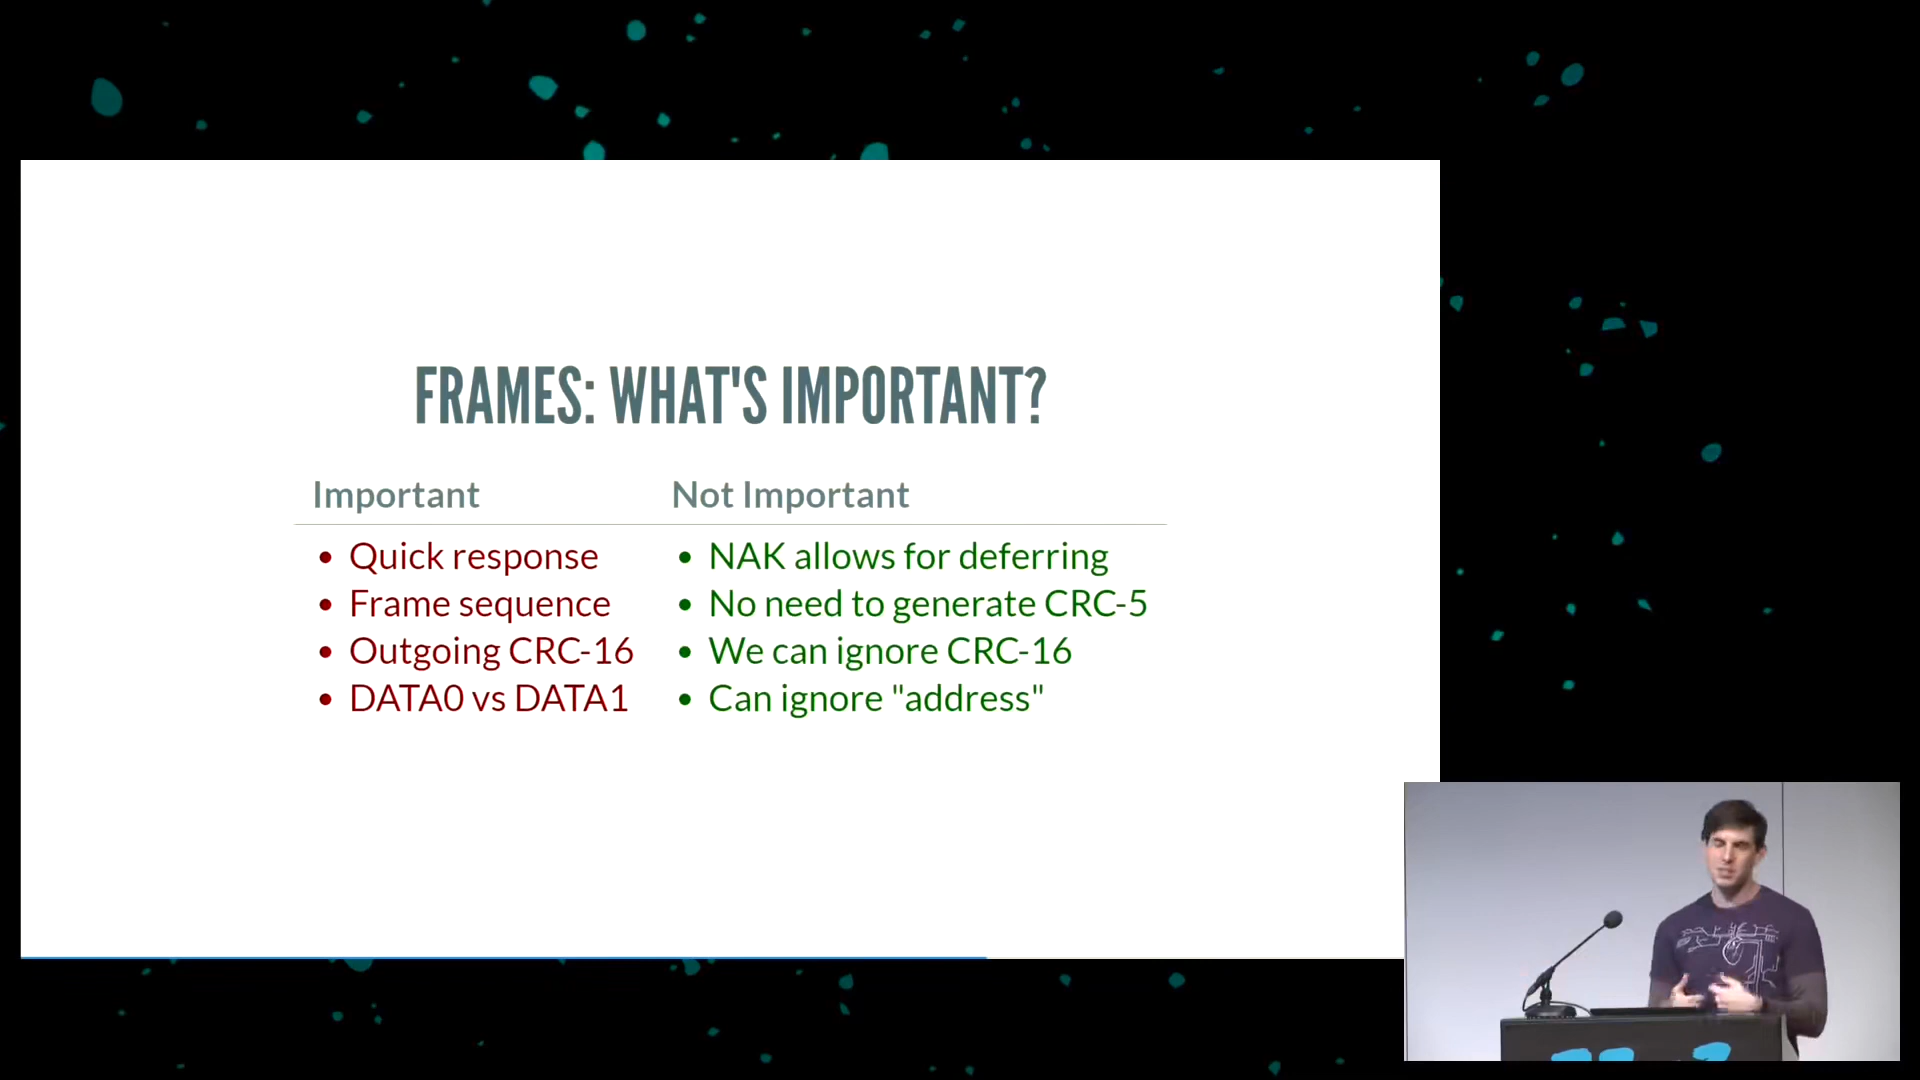 FRAMES: WHAT'S IMPORTANT?
Important
Not Important
Quick response
Frame sequence
Outgoing CRC-16
DATA0 vs DATA1
NAK allows for deferring
No need to generate CRC-5
We can ignore CRC-16
Can ignore "address"